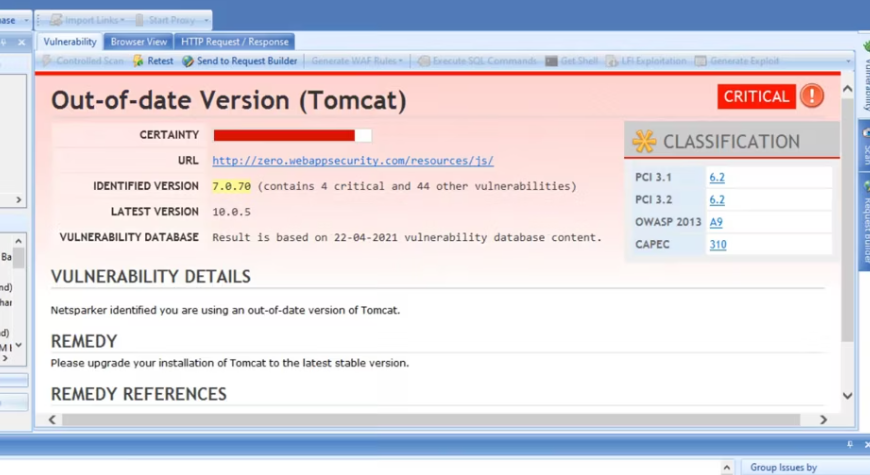 ase
Import Links
Start Proxy
Vulnerability
Browser View
HTTP Request / Response
Controlled Scan
Retest
Send to Request Builder
Generate WAF Rules
Execute SQL Commands
Get Shell
LFI Exploitation
Generate Exploit
Out-of-date Version (Tomcat)
CRITICAL
CERTAINTY
URL http://zero.webappsecurity.com/resources/js/
IDENTIFIED VERSION 7.0.70 (contains 4 critical and 44 other vulnerabilities)
LATEST VERSION 10.0.5
VULNERABILITY DATABASE Result is based on 22-04-2021 vulnerability database content.
CLASSIFICATION
PCI 3.1 6.2
PCI 3.2 6.2
OWASP 2013 A9
CAPEC 310
VULNERABILITY DETAILS
Netsparker identified you are using an out-of-date version of Tomcat.
REMEDY
Please upgrade your installation of Tomcat to the latest stable version.
REMEDY REFERENCES
Ba
nd)
har
d)
M I
Vulnerability
Request Builder
Group Issues by